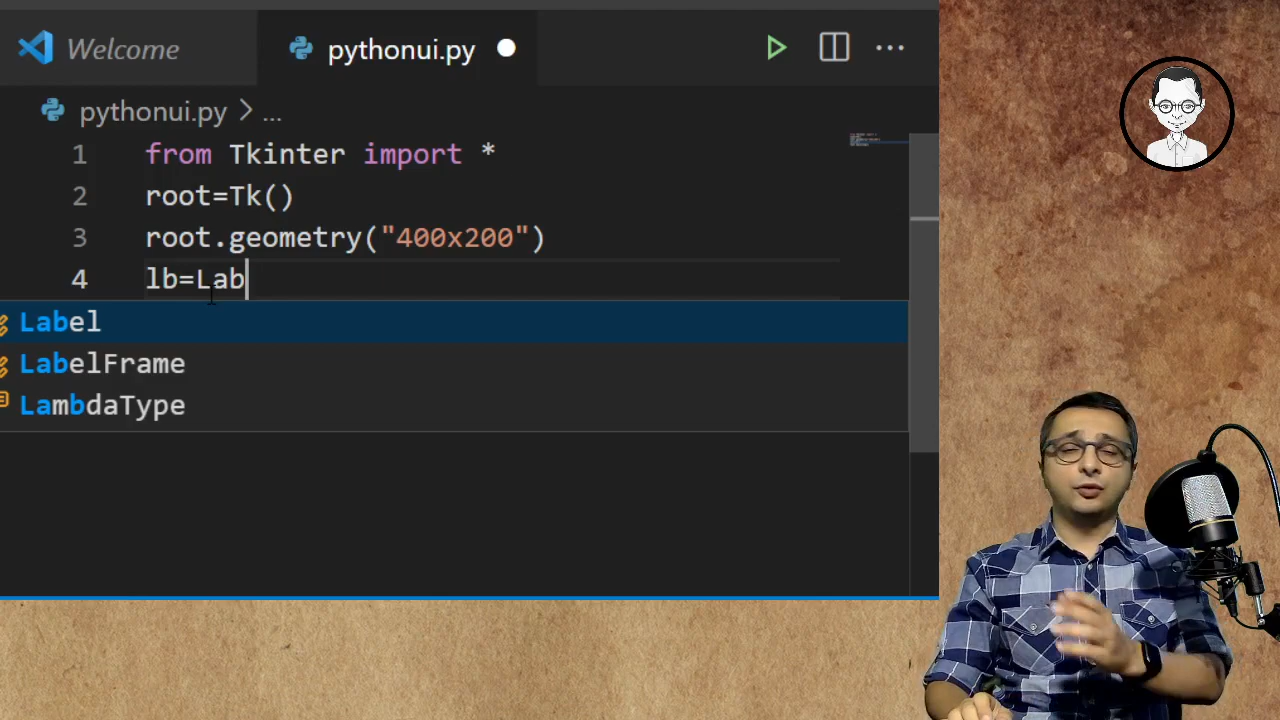 Welcome
pythonui.py
pythonui.py > ...
1 from Tkinter import *
2 root=Tk()
3 root.geometry("400x200")
4 lb=Lab
Label
LabelFrame
LambdaType